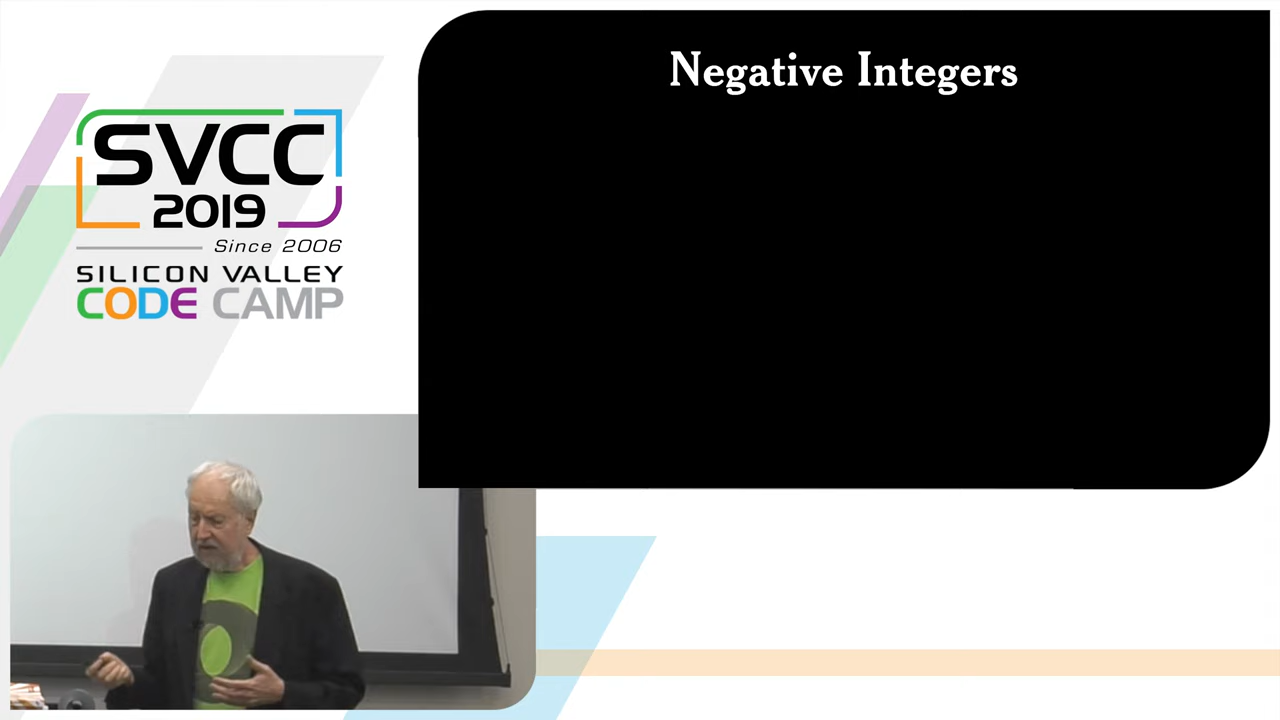 SVCC
2019
Since 2006
SILICON VALLEY
CODE CAMP
Negative Integers